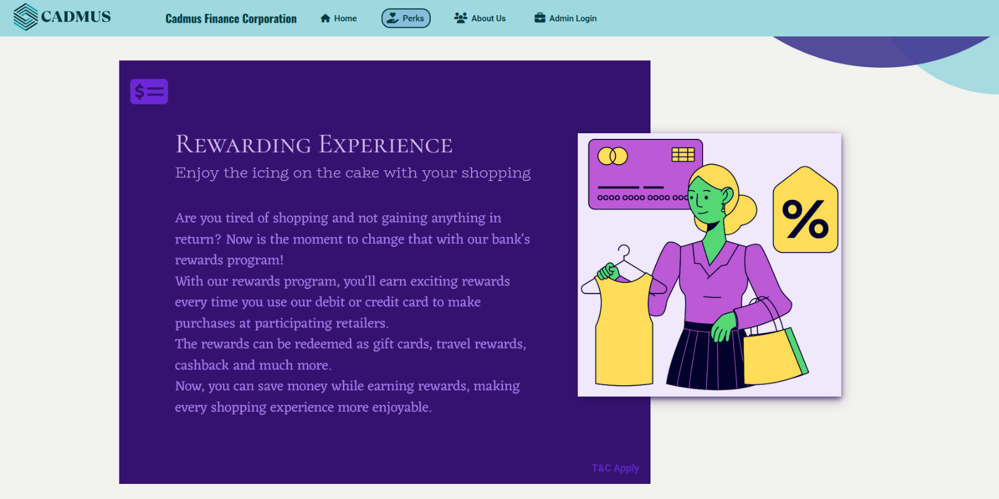 CADMUS
Cadmus Finance Corporation
Home
Perks
About Us
Admin Login
Rewarding Experience
Enjoy the icing on the cake with your shopping
Are you tired of shopping and not gaining anything in
return? Now is the moment to change that with our bank's
rewards program!
With our rewards program, you'll earn exciting rewards
every time you use our debit or credit card to make
purchases at participating retailers.
The rewards can be redeemed as gift cards, travel rewards,
cashback and much more.
Now, you can save money while earning rewards, making
every shopping experience more enjoyable.
%
T&C Apply